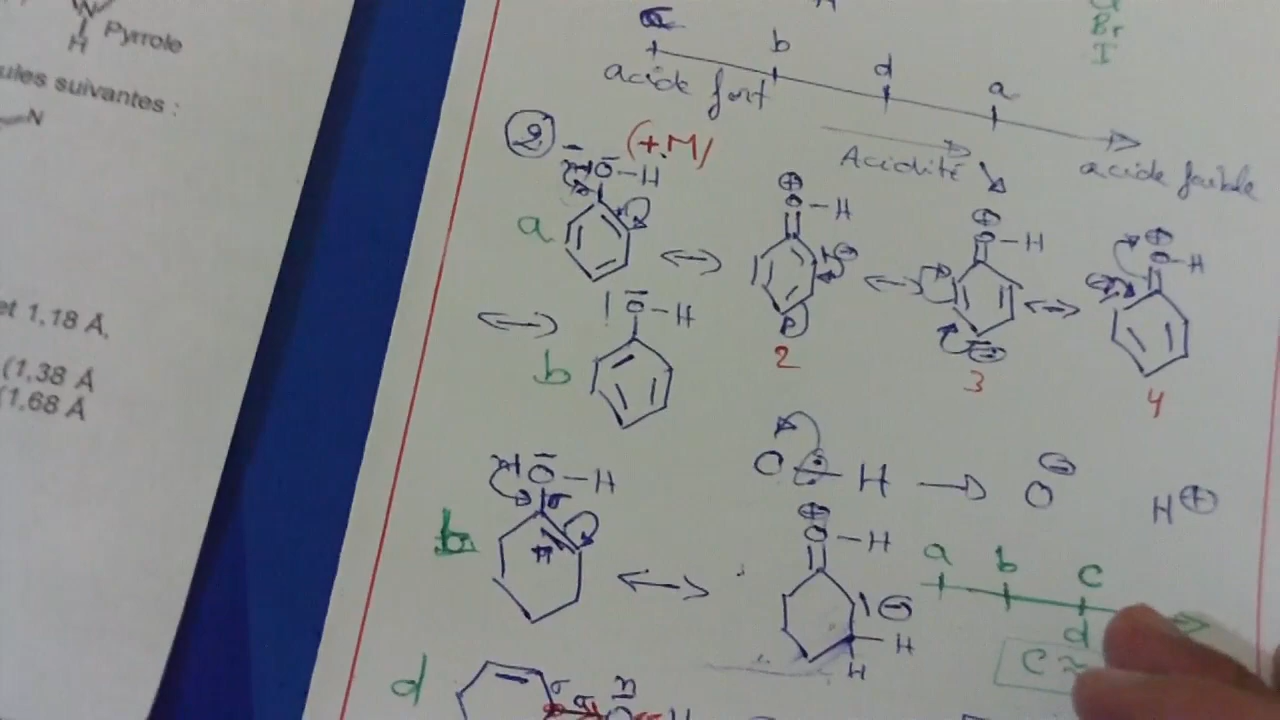 N
H
Pyrrole
ules suivantes :
N
et 1,18 Å,
(1,38 Å
(1,68 Å
Br
I
b
d
a
acide fort
Acidité
acide faible
2
(+M)
O-H
a
⊕
O-H
⊖
2
⊕
O-H
⊖
3
⊕
O-H
⊖
4
O-H
b
O H → O⊖ H⊕
O-H
b
⊕
O-H
⊖
H
H
a b c
d
c ≈
d